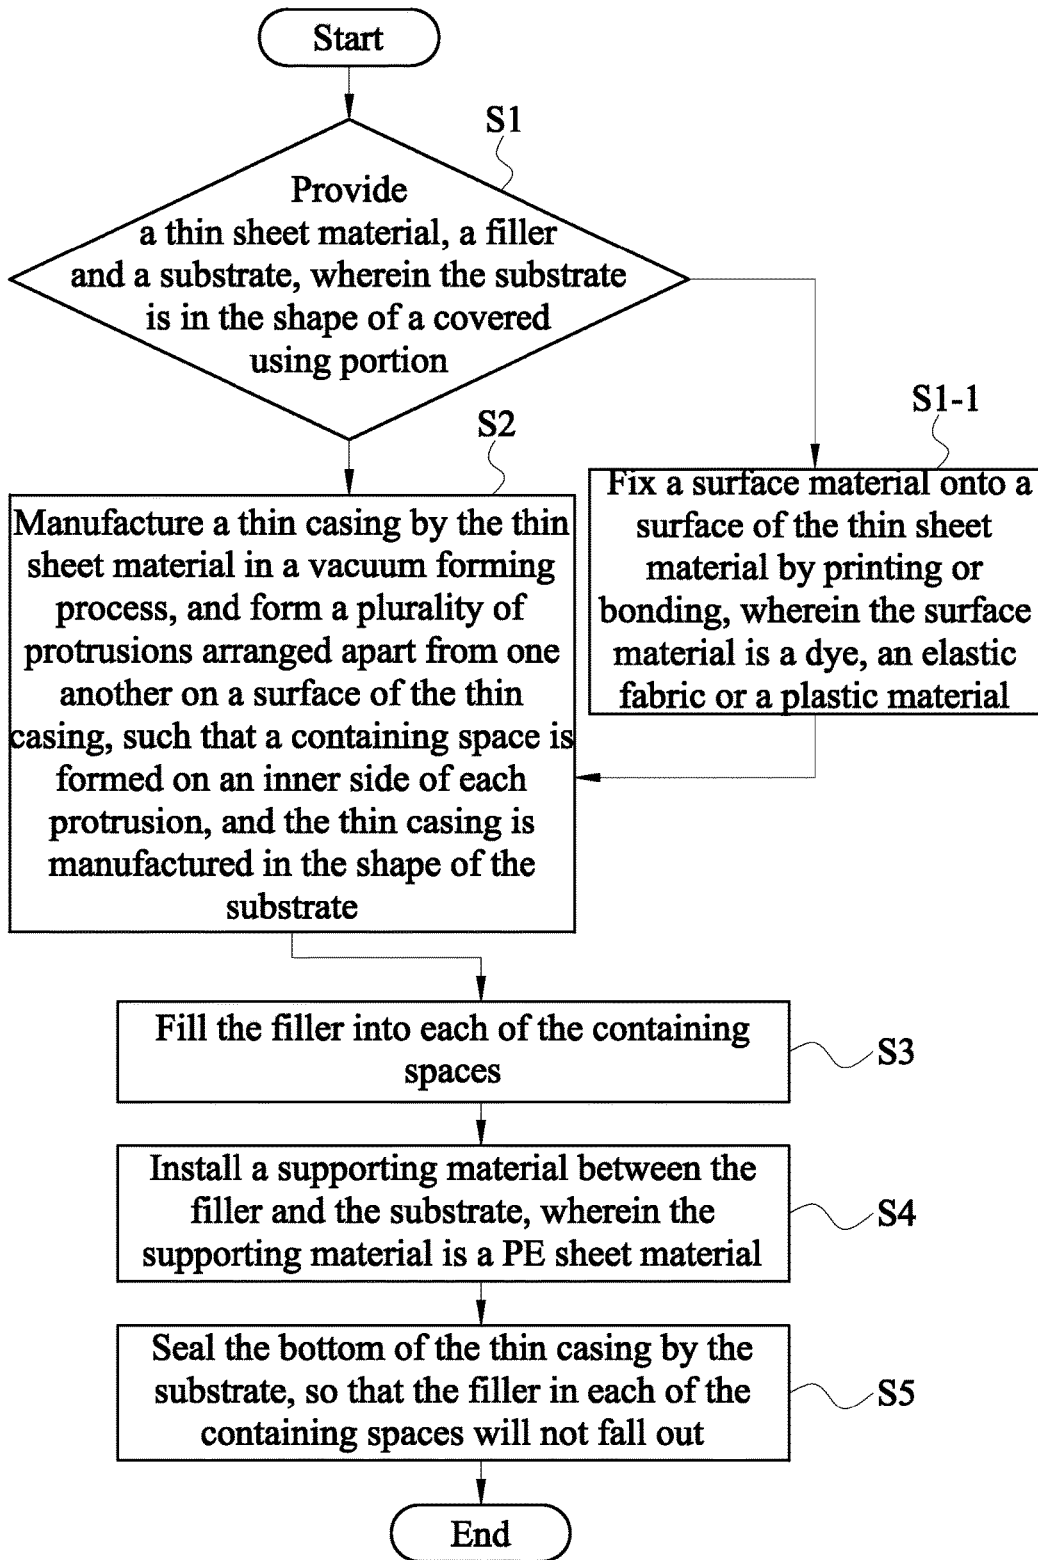 Start
S1
Provide
a thin sheet material, a filler
and a substrate, wherein the substrate
is in the shape of a covered
using portion
S1-1
Fix a surface material onto a
surface of the thin sheet
material by printing or
bonding, wherein the surface
material is a dye, an elastic
fabric or a plastic material
S2
Manufacture a thin casing by the thin
sheet material in a vacuum forming
process, and form a plurality of
protrusions arranged apart from one
another on a surface of the thin
casing, such that a containing space is
formed on an inner side of each
protrusion, and the thin casing is
manufactured in the shape of the
substrate
Fill the filler into each of the containing
spaces
S3
Install a supporting material between the
filler and the substrate, wherein the
supporting material is a PE sheet material
S4
Seal the bottom of the thin casing by the
substrate, so that the filler in each of the
containing spaces will not fall out
S5
End